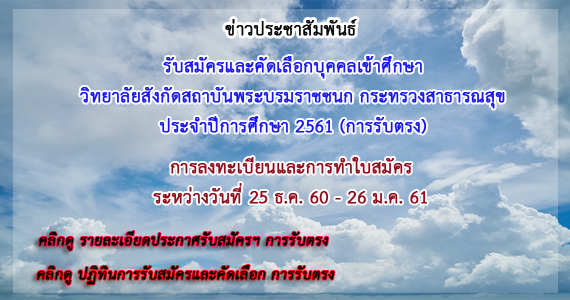 ข่าวประชาสัมพันธ์
รับสมัครและคัดเลือกบุคคลเข้าศึกษา
วิทยาลัยสังกัดสถาบันพระบรมราชชนก กระทรวงสาธารณสุข
ประจำปีการศึกษา 2561 (การรับตรง)
การลงทะเบียนและการทำใบสมัคร
ระหว่างวันที่ 25 ธ.ค. 60 - 26 ม.ค. 61
คลิกดู รายละเอียดประกาศรับสมัครฯ การรับตรง
คลิกดู ปฏิทินการรับสมัครและคัดเลือก การรับตรง